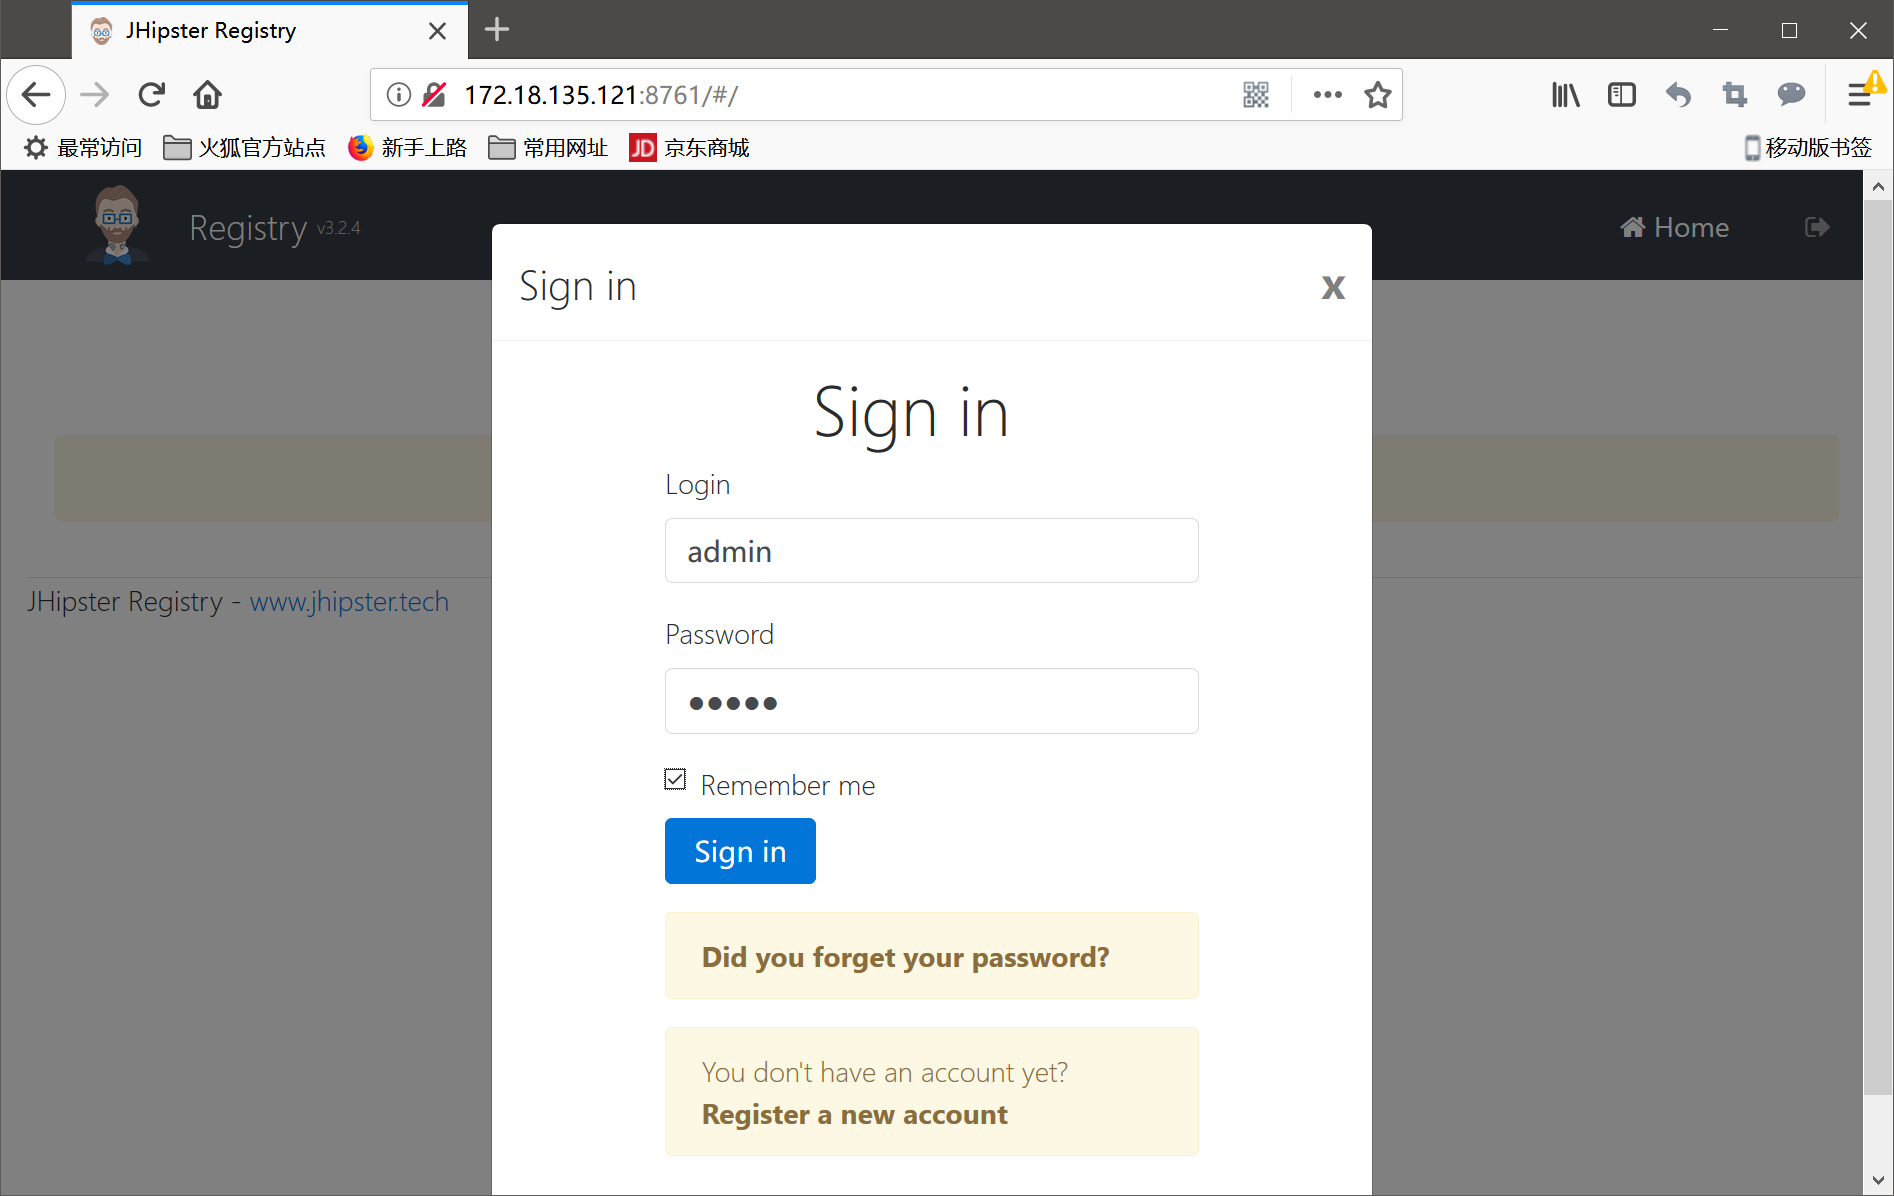 JHipster Registry
172.18.135.121:8761/#/
最常访问 火狐官方站点 新手上路 常用网址 JD 京东商城 移动版书签
Registry v3.2.4 Home
Sign in x
Sign in
Login
admin
Password
•••••
Remember me
Sign in
Did you forget your password?
You don't have an account yet?
Register a new account
JHipster Registry - www.jhipster.tech